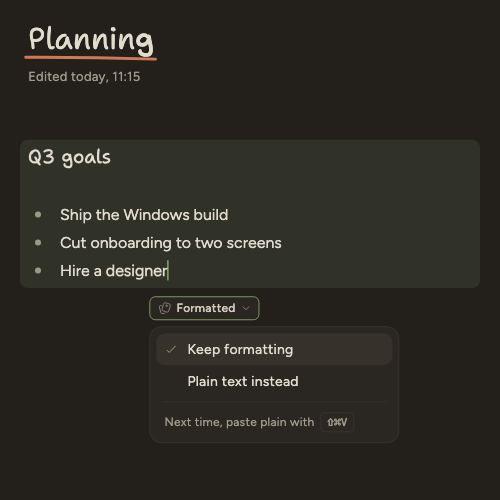 Planning
Edited today, 11:15
Q3 goals
Ship the Windows build
Cut onboarding to two screens
Hire a designer
Formatted
Keep formatting
Plain text instead
Next time, paste plain with ⇧⌘V